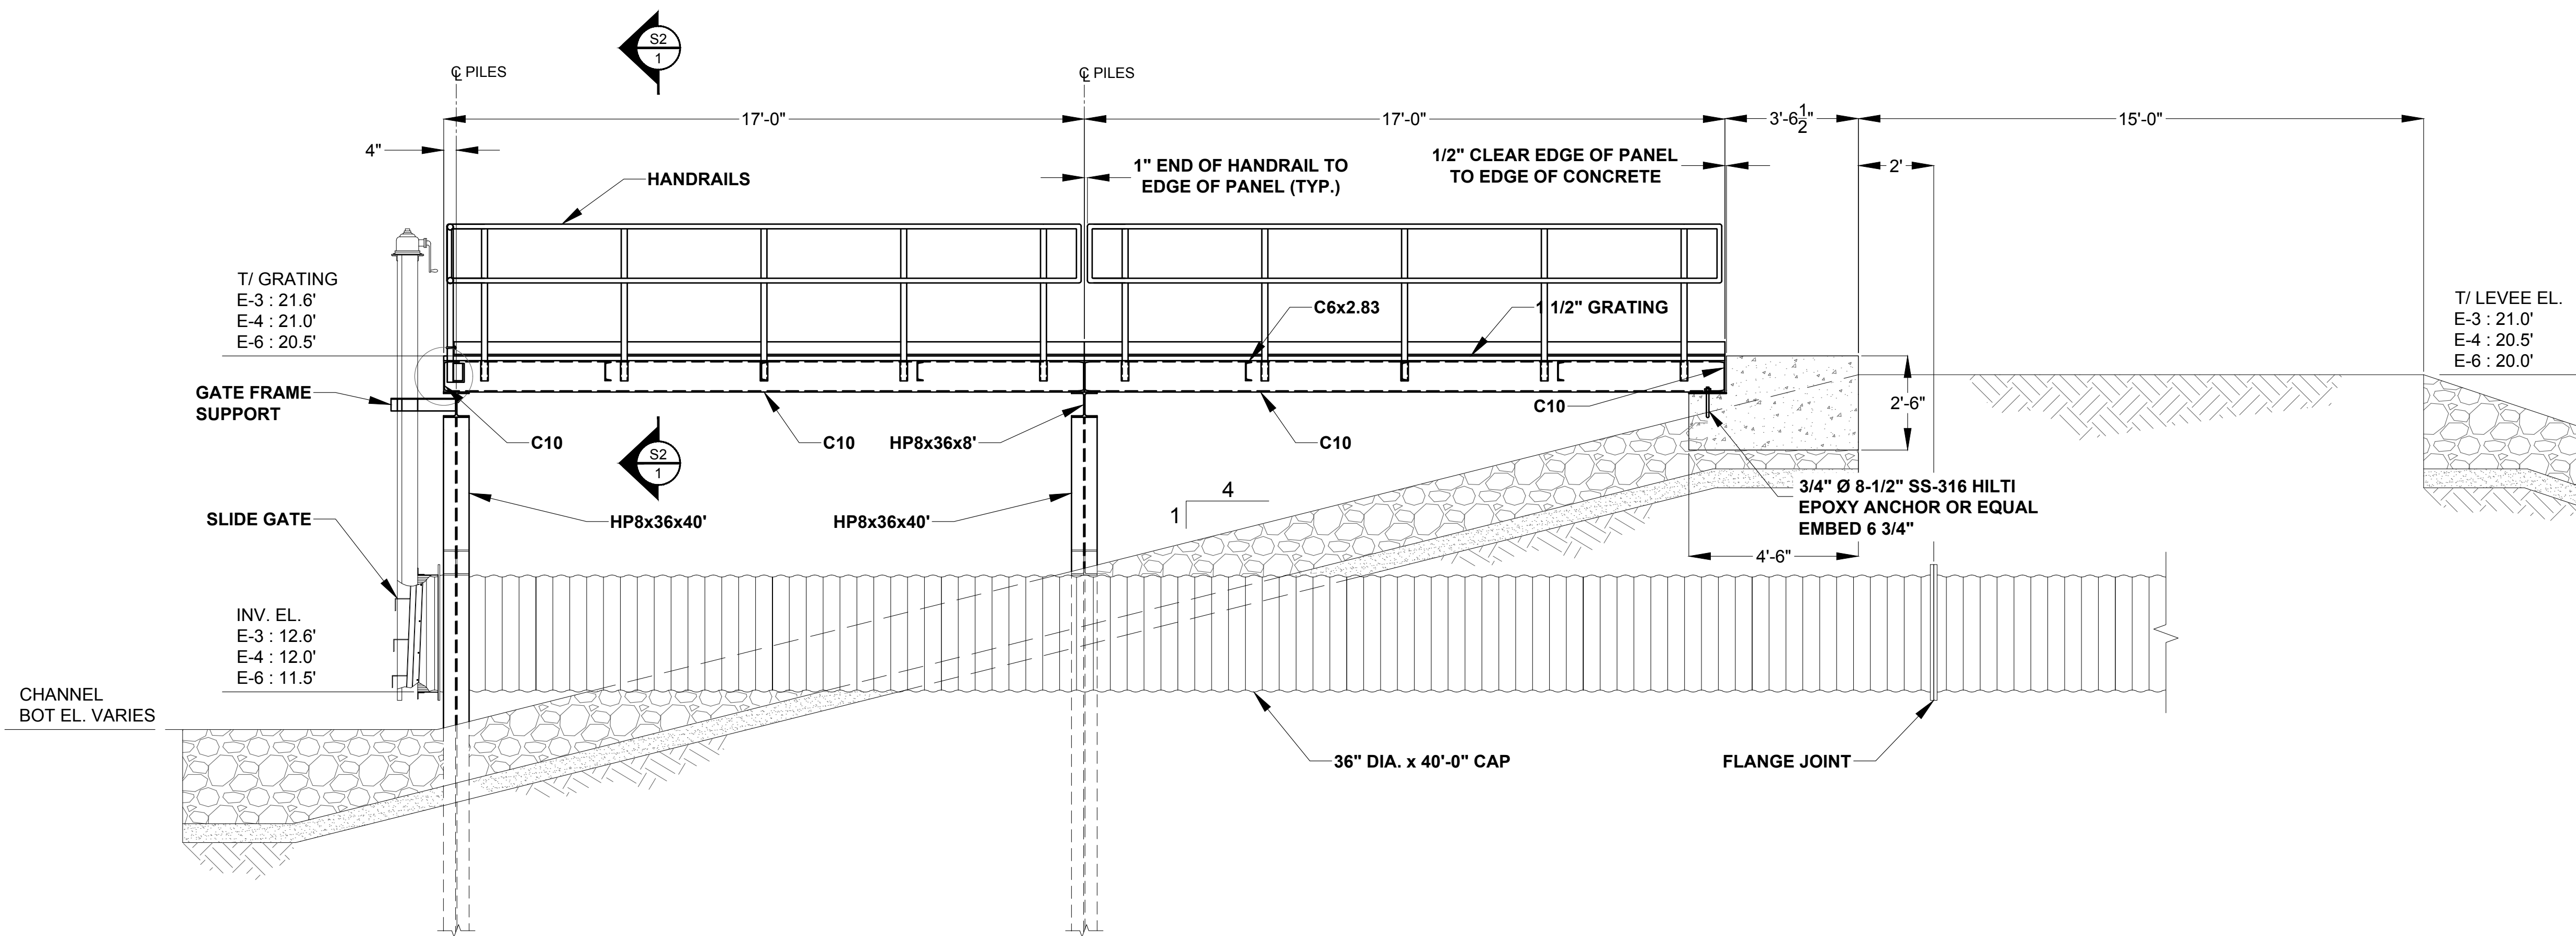 S2
1
℄ PILES
℄ PILES
17'-0"
17'-0"
3'-6 1/2"
15'-0"
4"
HANDRAILS
1" END OF HANDRAIL TO
EDGE OF PANEL (TYP.)
1/2" CLEAR EDGE OF PANEL
TO EDGE OF CONCRETE
2'
T/ GRATING
E-3 : 21.6'
E-4 : 21.0'
E-6 : 20.5'
C6x2.83
1 1/2" GRATING
T/ LEVEE EL.
E-3 : 21.0'
E-4 : 20.5'
E-6 : 20.0'
GATE FRAME
SUPPORT
C10
C10
HP8x36x8'
C10
C10
2'-6"
S2
1
SLIDE GATE
HP8x36x40'
HP8x36x40'
4
1
3/4" Ø 8-1/2" SS-316 HILTI
EPOXY ANCHOR OR EQUAL
EMBED 6 3/4"
4'-6"
INV. EL.
E-3 : 12.6'
E-4 : 12.0'
E-6 : 11.5'
CHANNEL
BOT EL. VARIES
36" DIA. x 40'-0" CAP
FLANGE JOINT